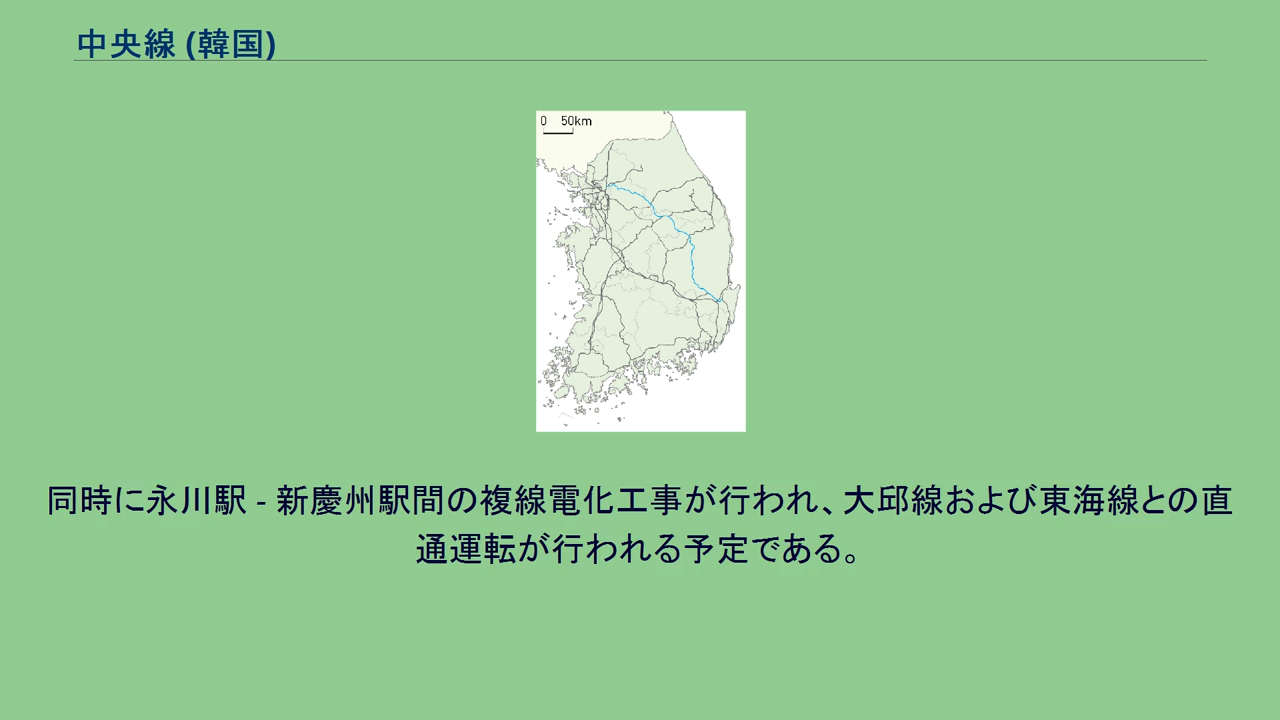 中央線 (韓国)
0 50km
同時に永川駅 - 新慶州駅間の複線電化工事が行われ、大邱線および東海線との直
通運転が行われる予定である。